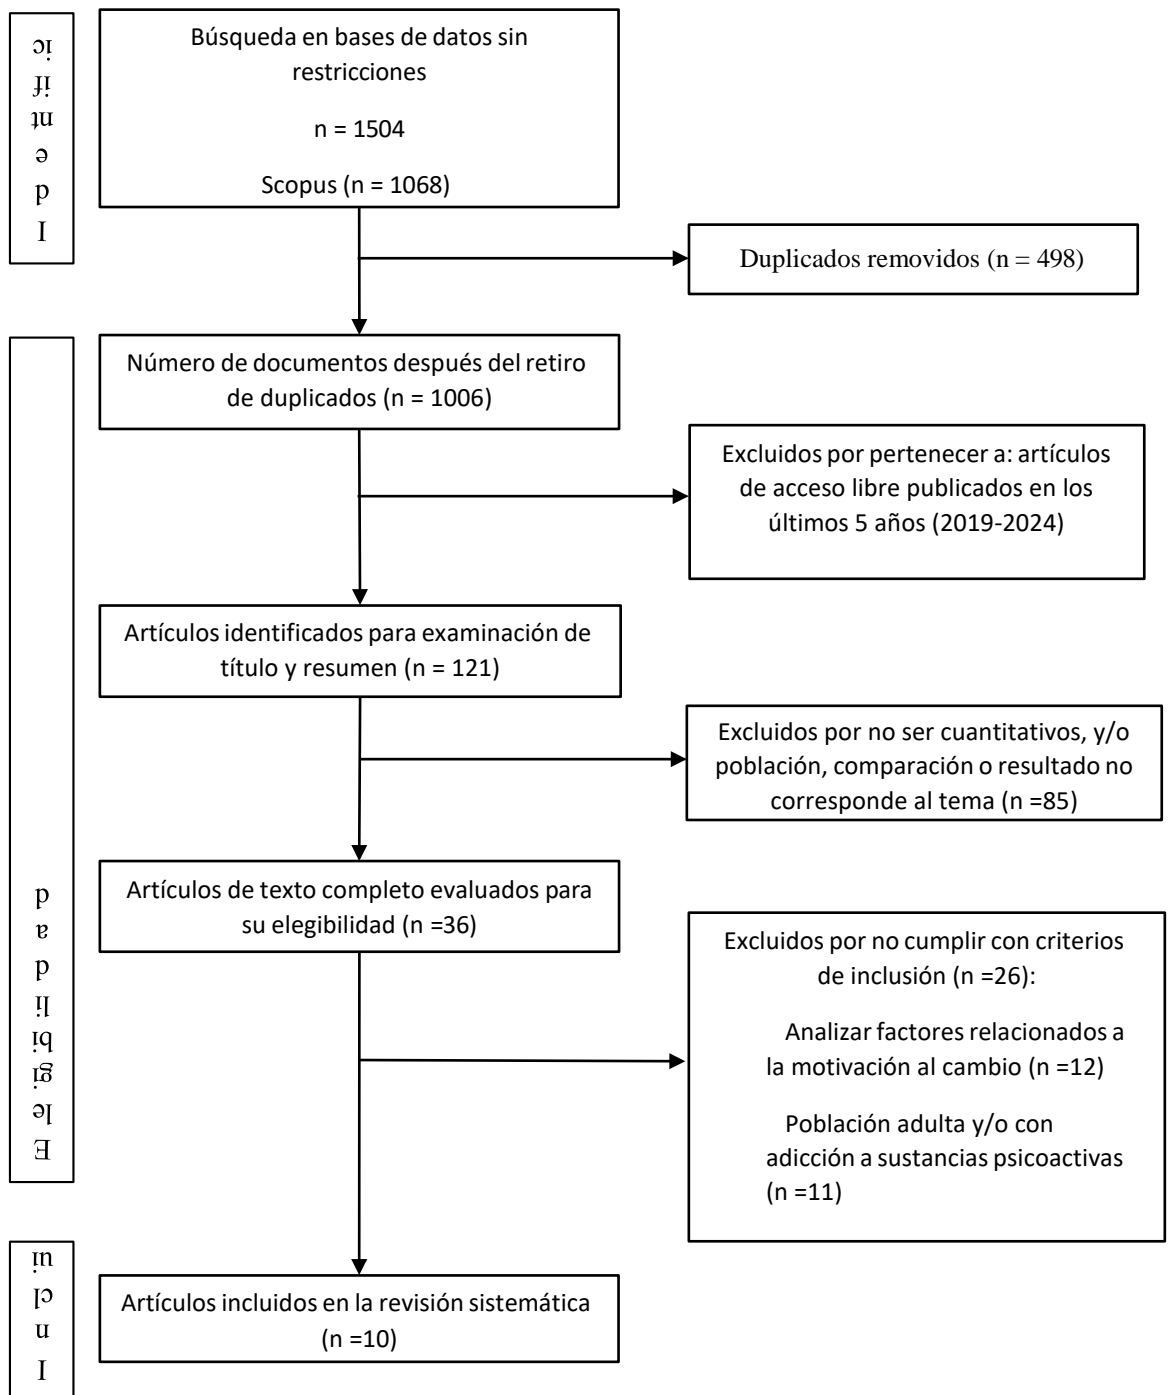 Identific
Búsqueda en bases de datos sin
restricciones
n = 1504
Scopus (n = 1068)
Duplicados removidos (n = 498)
Elegibilidad
Número de documentos después del retiro
de duplicados (n = 1006)
Excluidos por pertenecer a: artículos
de acceso libre publicados en los
últimos 5 años (2019-2024)
Artículos identificados para examinación de
título y resumen (n = 121)
Excluidos por no ser cuantitativos, y/o
población, comparación o resultado no
corresponde al tema (n =85)
Artículos de texto completo evaluados para
su elegibilidad (n =36)
Excluidos por no cumplir con criterios
de inclusión (n =26):
Analizar factores relacionados a
la motivación al cambio (n =12)
Población adulta y/o con
adicción a sustancias psicoactivas
(n =11)
Inclui
Artículos incluidos en la revisión sistemática
(n =10)